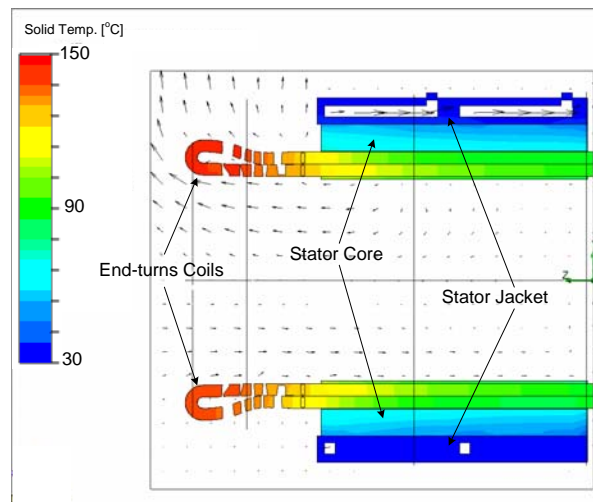 Solid Temp. [°C]
150
90
30
End-turns Coils
Stator Core
Stator Jacket
Z